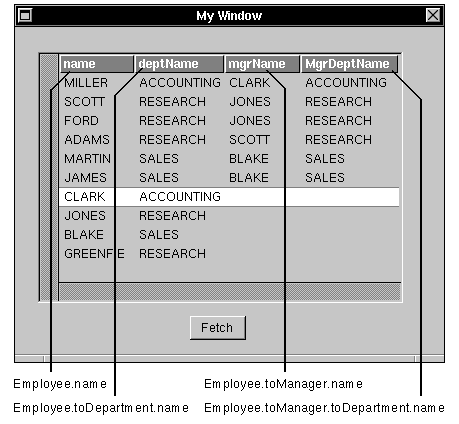 My Window
name deptName mgrName MgrDeptName
MILLER ACCOUNTING CLARK ACCOUNTING
SCOTT RESEARCH JONES RESEARCH
FORD RESEARCH JONES RESEARCH
ADAMS RESEARCH SCOTT RESEARCH
MARTIN SALES BLAKE SALES
JAMES SALES BLAKE SALES
CLARK ACCOUNTING
JONES RESEARCH
BLAKE SALES
GREENFIE RESEARCH
Fetch
Employee.name Employee.toManager.name
Employee.toDepartment.name Employee.toManager.toDepartment.name